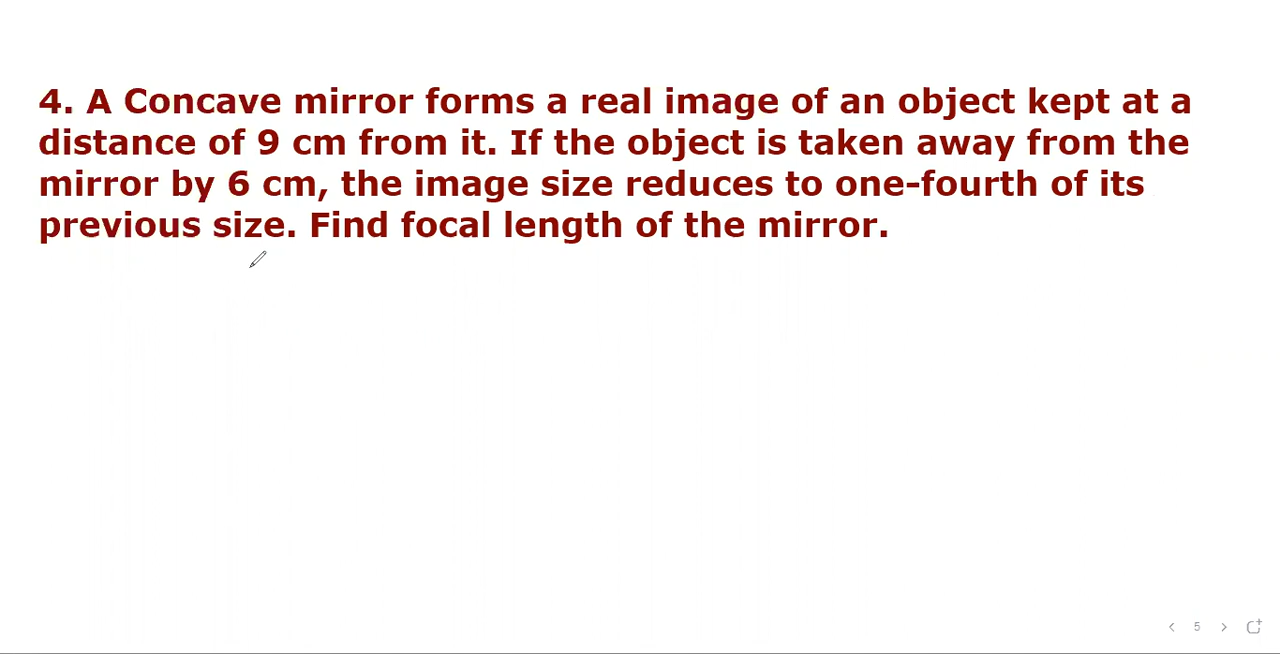 4. A Concave mirror forms a real image of an object kept at a
distance of 9 cm from it. If the object is taken away from the
mirror by 6 cm, the image size reduces to one-fourth of its
previous size. Find focal length of the mirror.
5